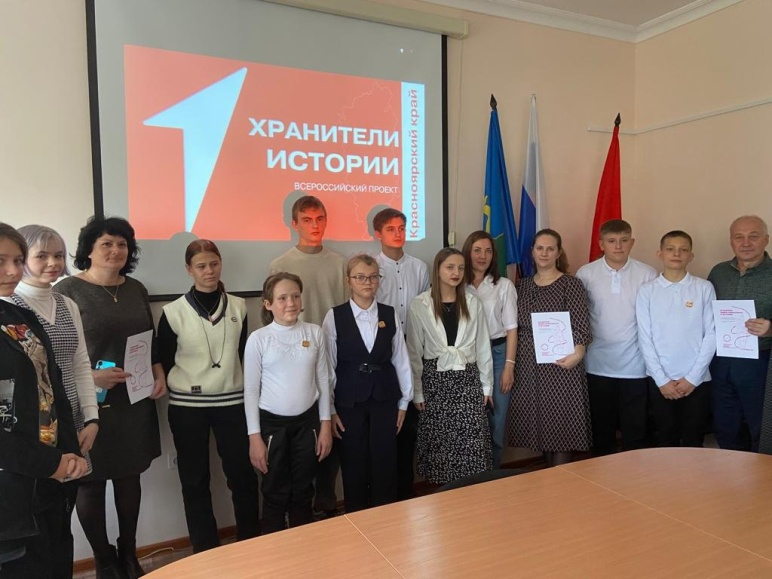 ХРАНИТЕЛИ
ИСТОРИИ
ВСЕРОССИЙСКИЙ ПРОЕКТ
Красноярский край